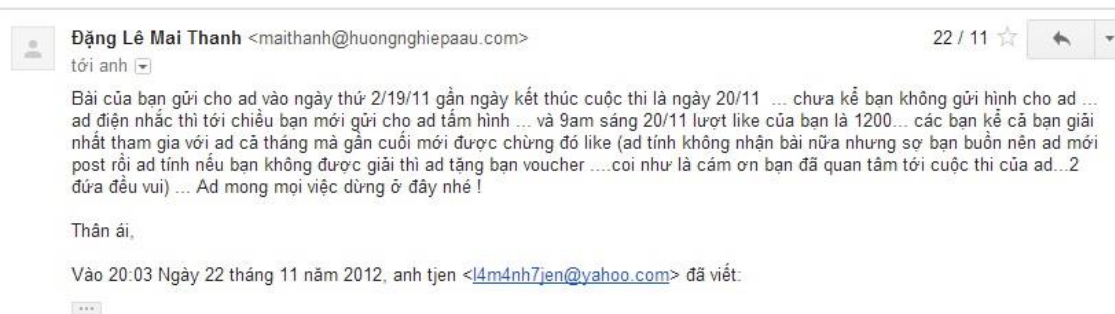 Đặng Lê Mai Thanh <maithanh@huongnghiepaau.com> 22 / 11
tới anh
Bài của bạn gửi cho ad vào ngày thứ 2/19/11 gần ngày kết thúc cuộc thi là ngày 20/11 ... chưa kể bạn không gửi hình cho ad ...
ad điện nhắc thì tới chiều bạn mới gửi cho ad tấm hình ... và 9am sáng 20/11 lượt like của bạn là 1200... các bạn kể cả bạn giải
nhất tham gia với ad cả tháng mà gần cuối mới được chừng đó like (ad tính không nhận bài nữa nhưng sợ bạn buồn nên ad mới
post rồi ad tính nếu bạn không được giải thì ad tặng bạn voucher ....coi như là cám ơn bạn đã quan tâm tới cuộc thi của ad...2
đứa đều vui) ... Ad mong mọi việc dừng ở đây nhé !
Thân ái,
Vào 20:03 Ngày 22 tháng 11 năm 2012, anh tjen <l4m4nh7jen@yahoo.com> đã viết: